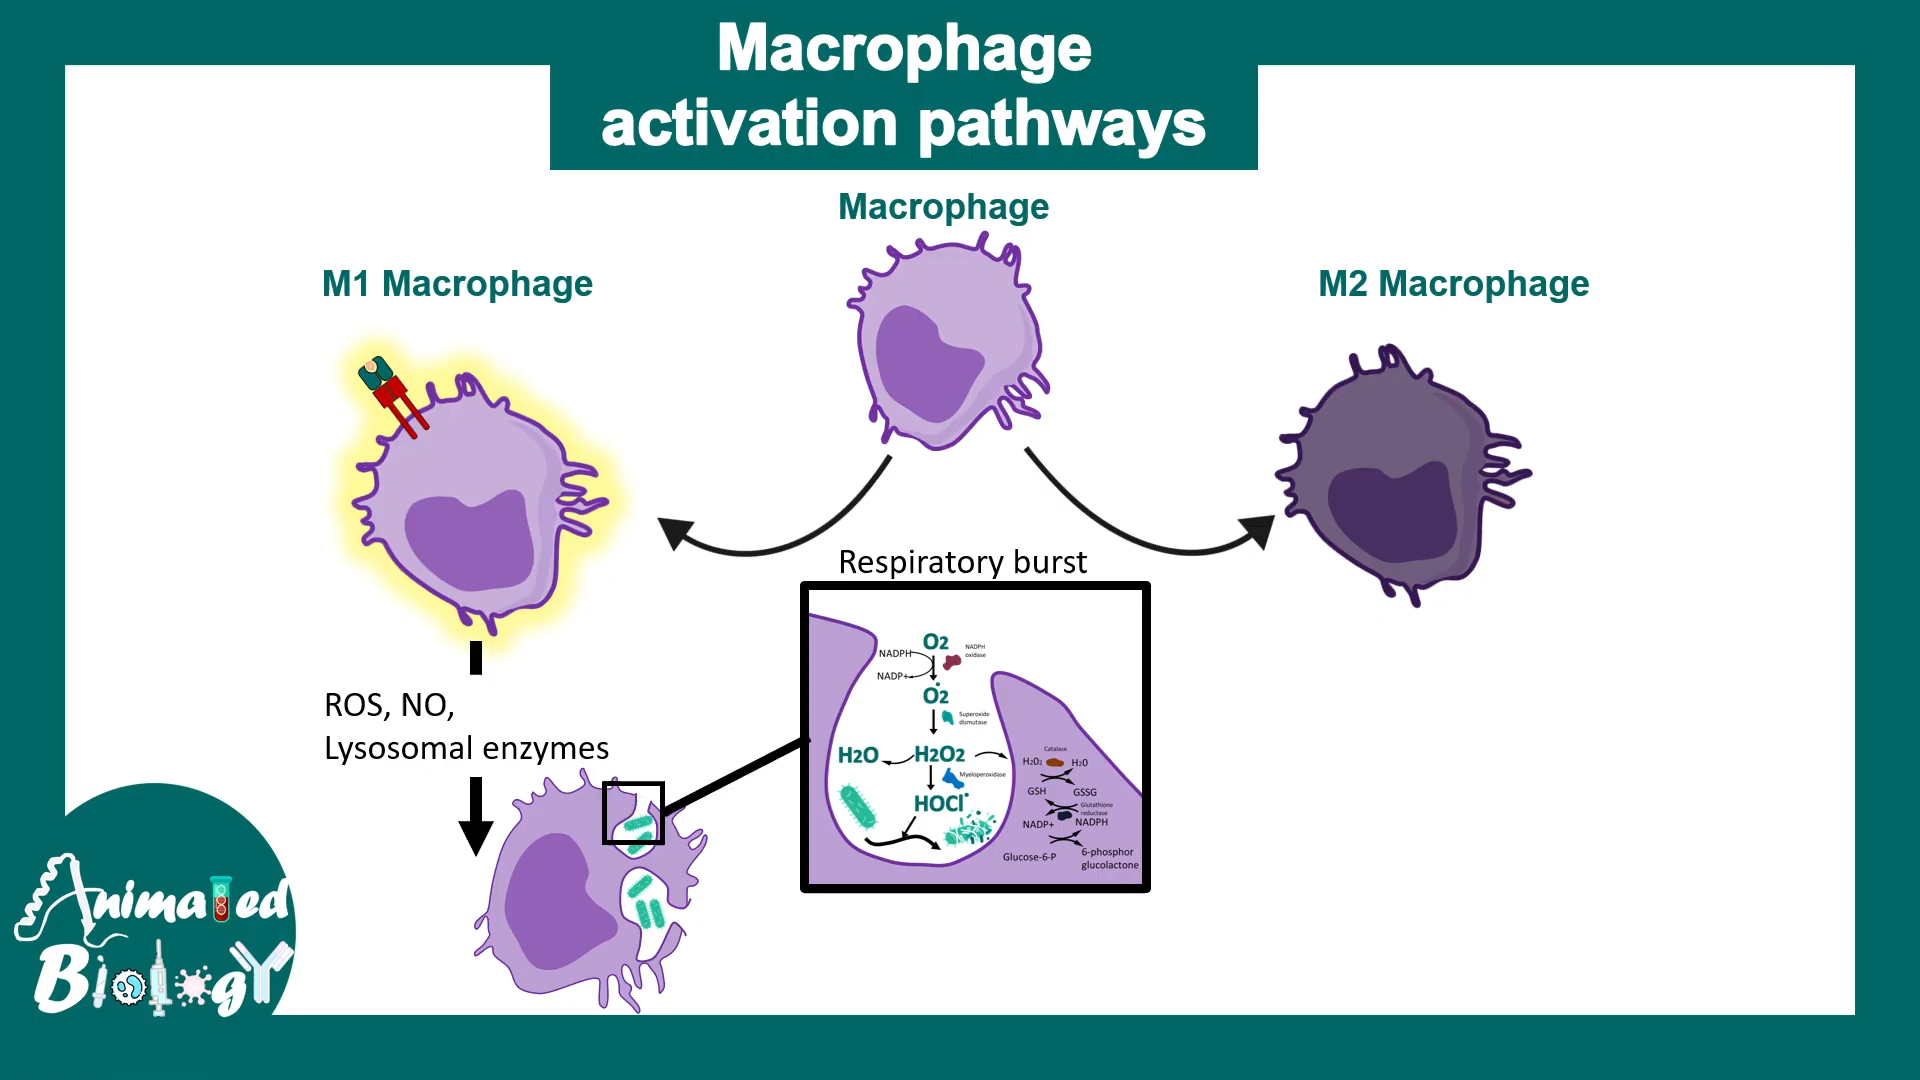 Macrophage
activation pathways
Macrophage
M1 Macrophage
M2 Macrophage
Respiratory burst
ROS, NO,
Lysosomal enzymes
O2
NADPH
NADPH
oxidase
NADP+
O2
Superoxide
dismutase
H2O
H2O2
Catalase
H2O2
H2O
Myeloperoxidase
GSH
GSSG
HOCl
Glutathione
reductase
NADP+
NADPH
Glucose-6-P
6-phosphor
glucolactone
Animated
Biology